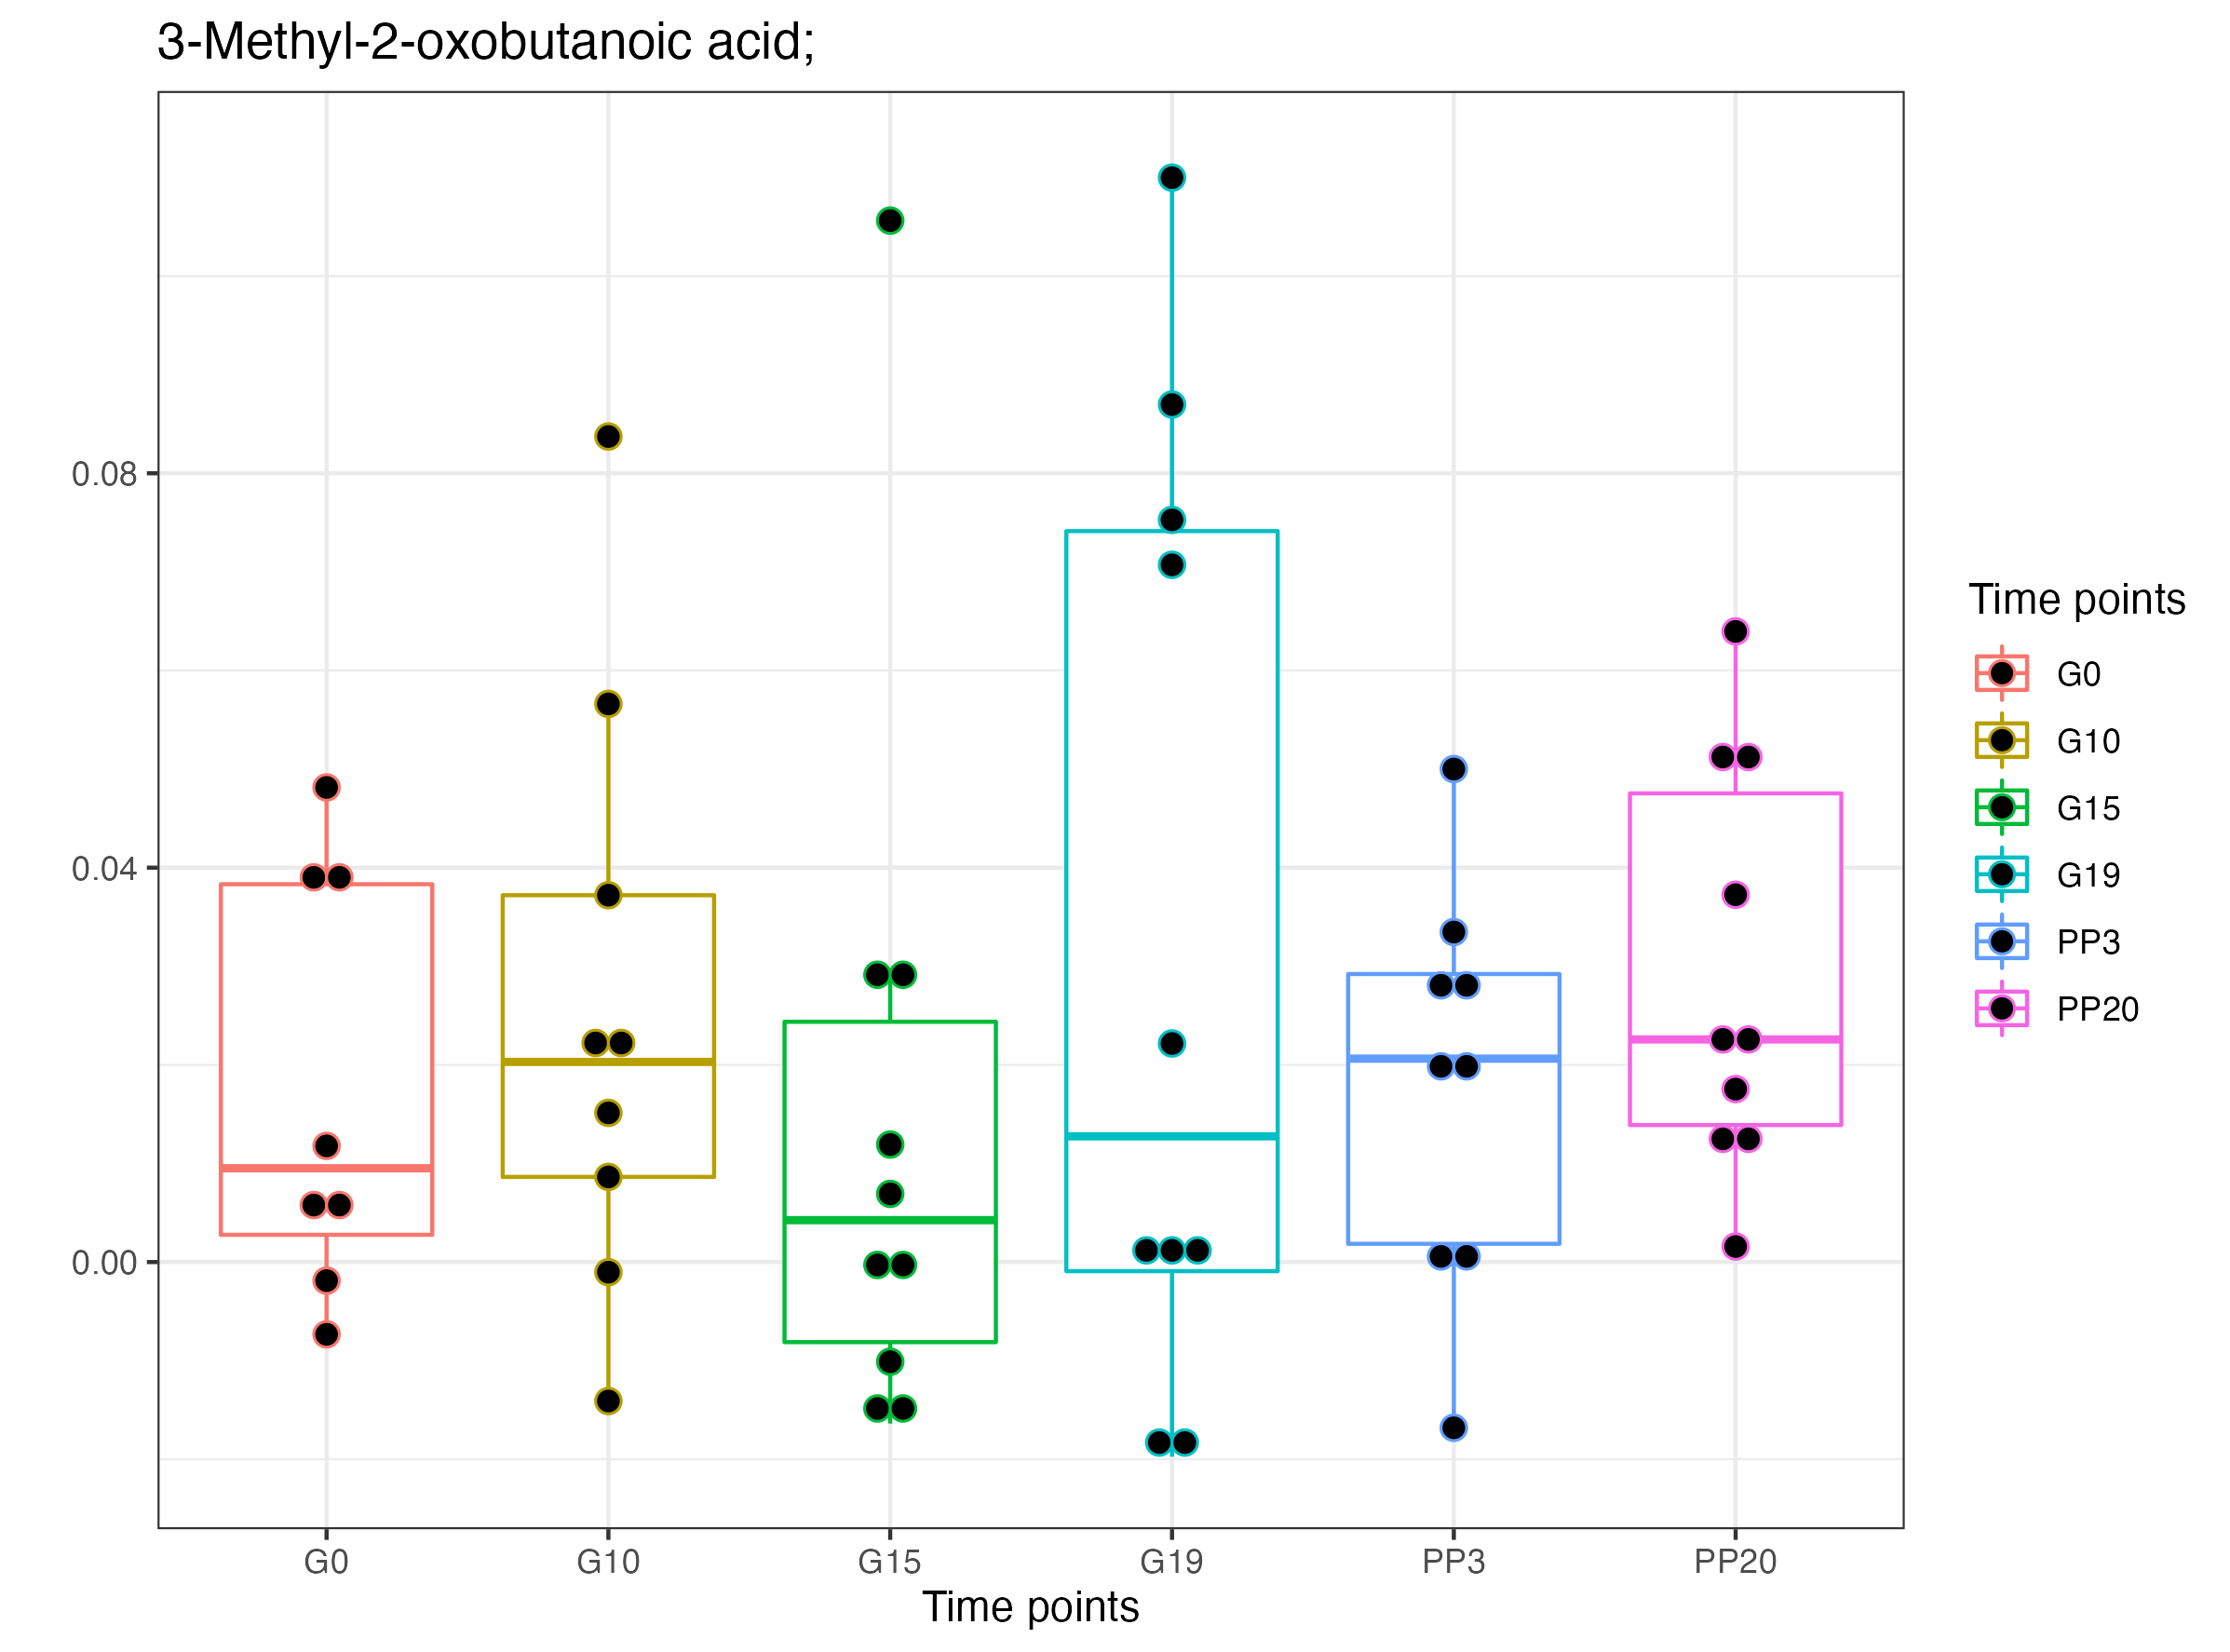 3-Methyl-2-oxobutanoic acid;
0.08
0.04
0.00
G0 G10 G15 G19 PP3 PP20
Time points
Time points
G0
G10
G15
G19
PP3
PP20